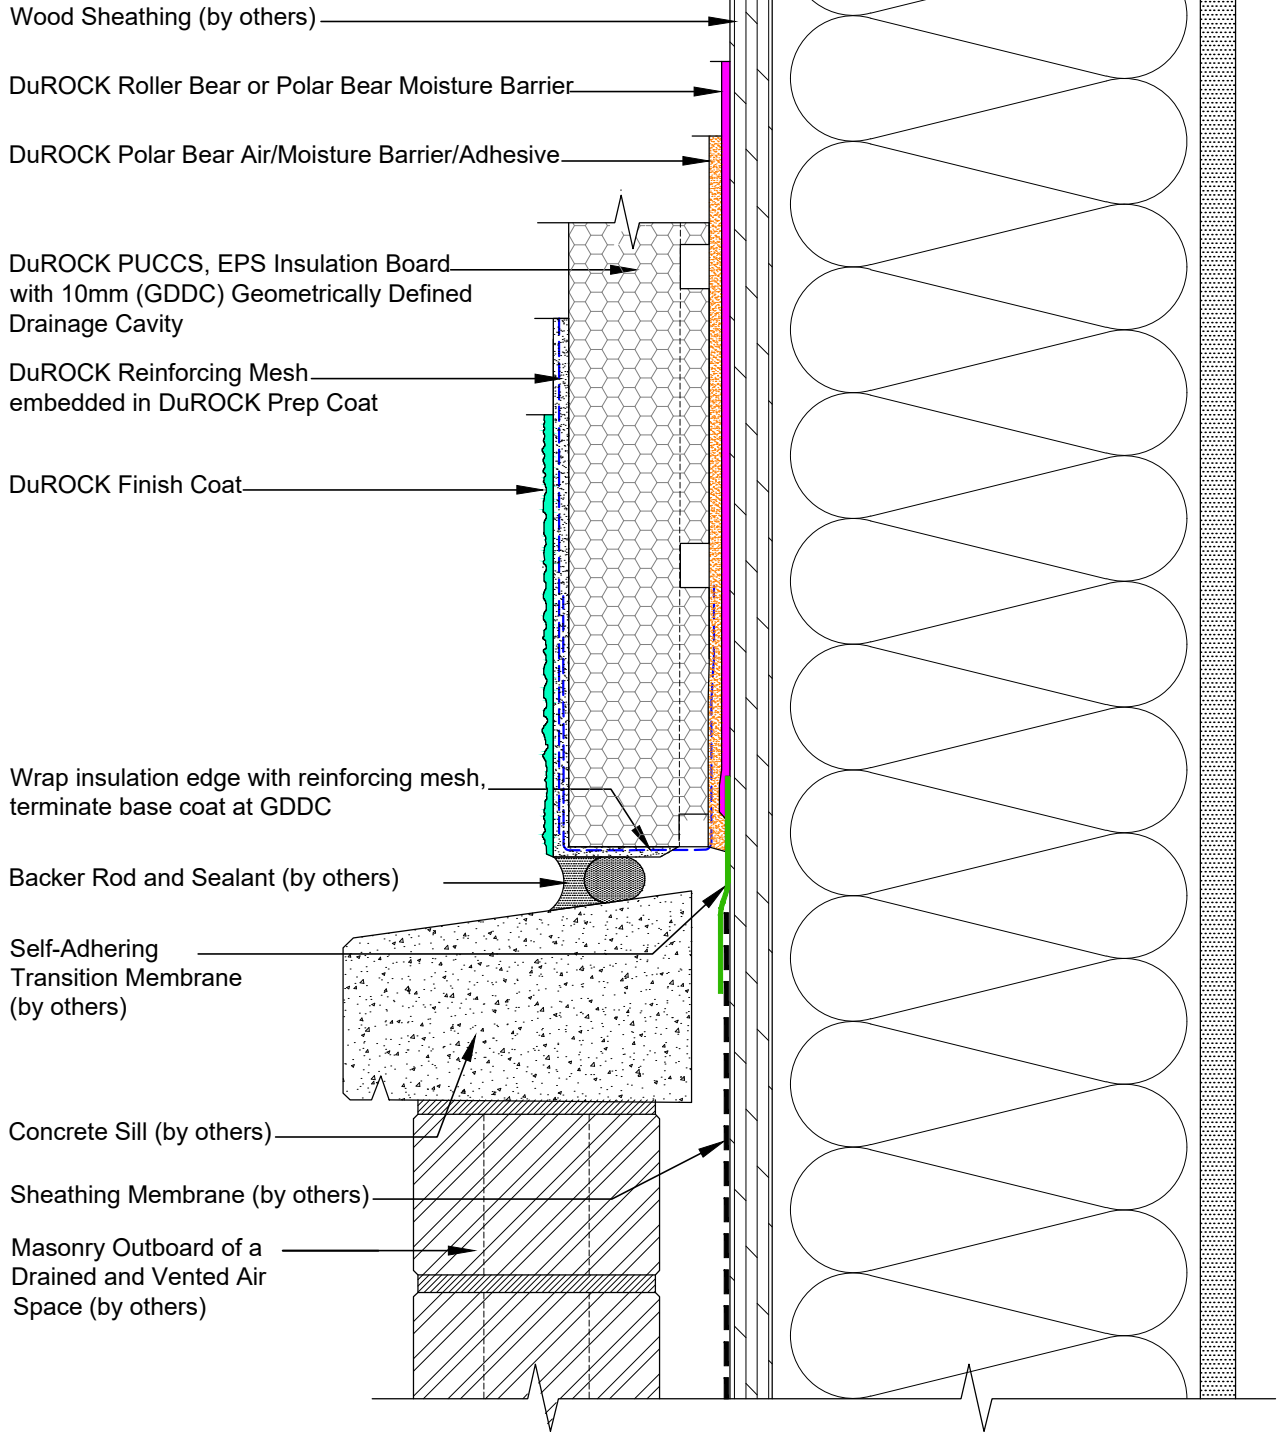 Wood Sheathing (by others)
DuROCK Roller Bear or Polar Bear Moisture Barrier
DuROCK Polar Bear Air/Moisture Barrier/Adhesive
DuROCK PUCCS, EPS Insulation Board
with 10mm (GDDC) Geometrically Defined
Drainage Cavity
DuROCK Reinforcing Mesh
embedded in DuROCK Prep Coat
DuROCK Finish Coat
Wrap insulation edge with reinforcing mesh,
terminate base coat at GDDC
Backer Rod and Sealant (by others)
Self-Adhering
Transition Membrane
(by others)
Concrete Sill (by others)
Sheathing Membrane (by others)
Masonry Outboard of a
Drained and Vented Air
Space (by others)